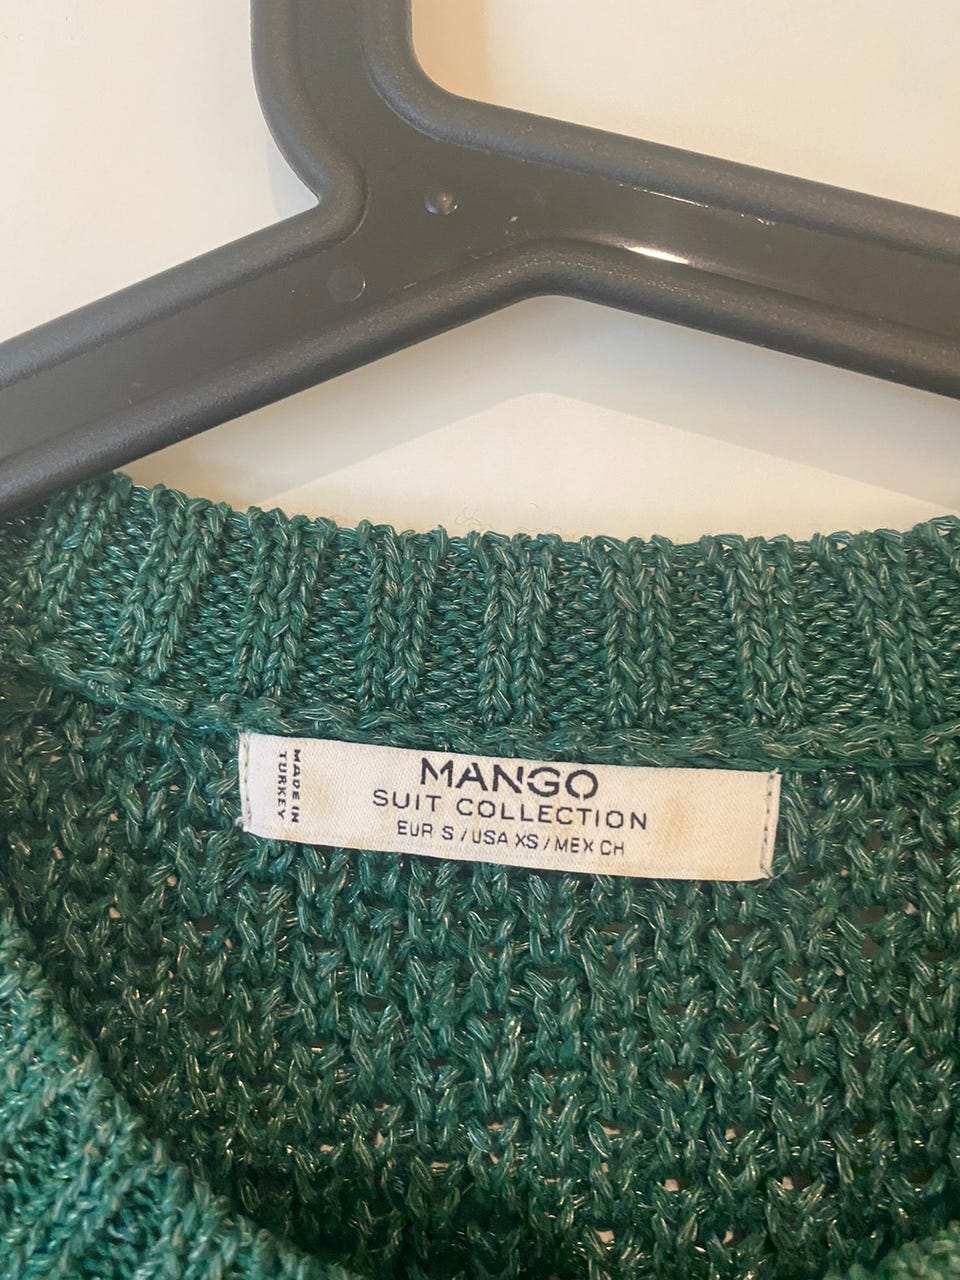 MADE IN
TURKEY
MANGO
SUIT COLLECTION
EUR S / USA XS / MEX CH